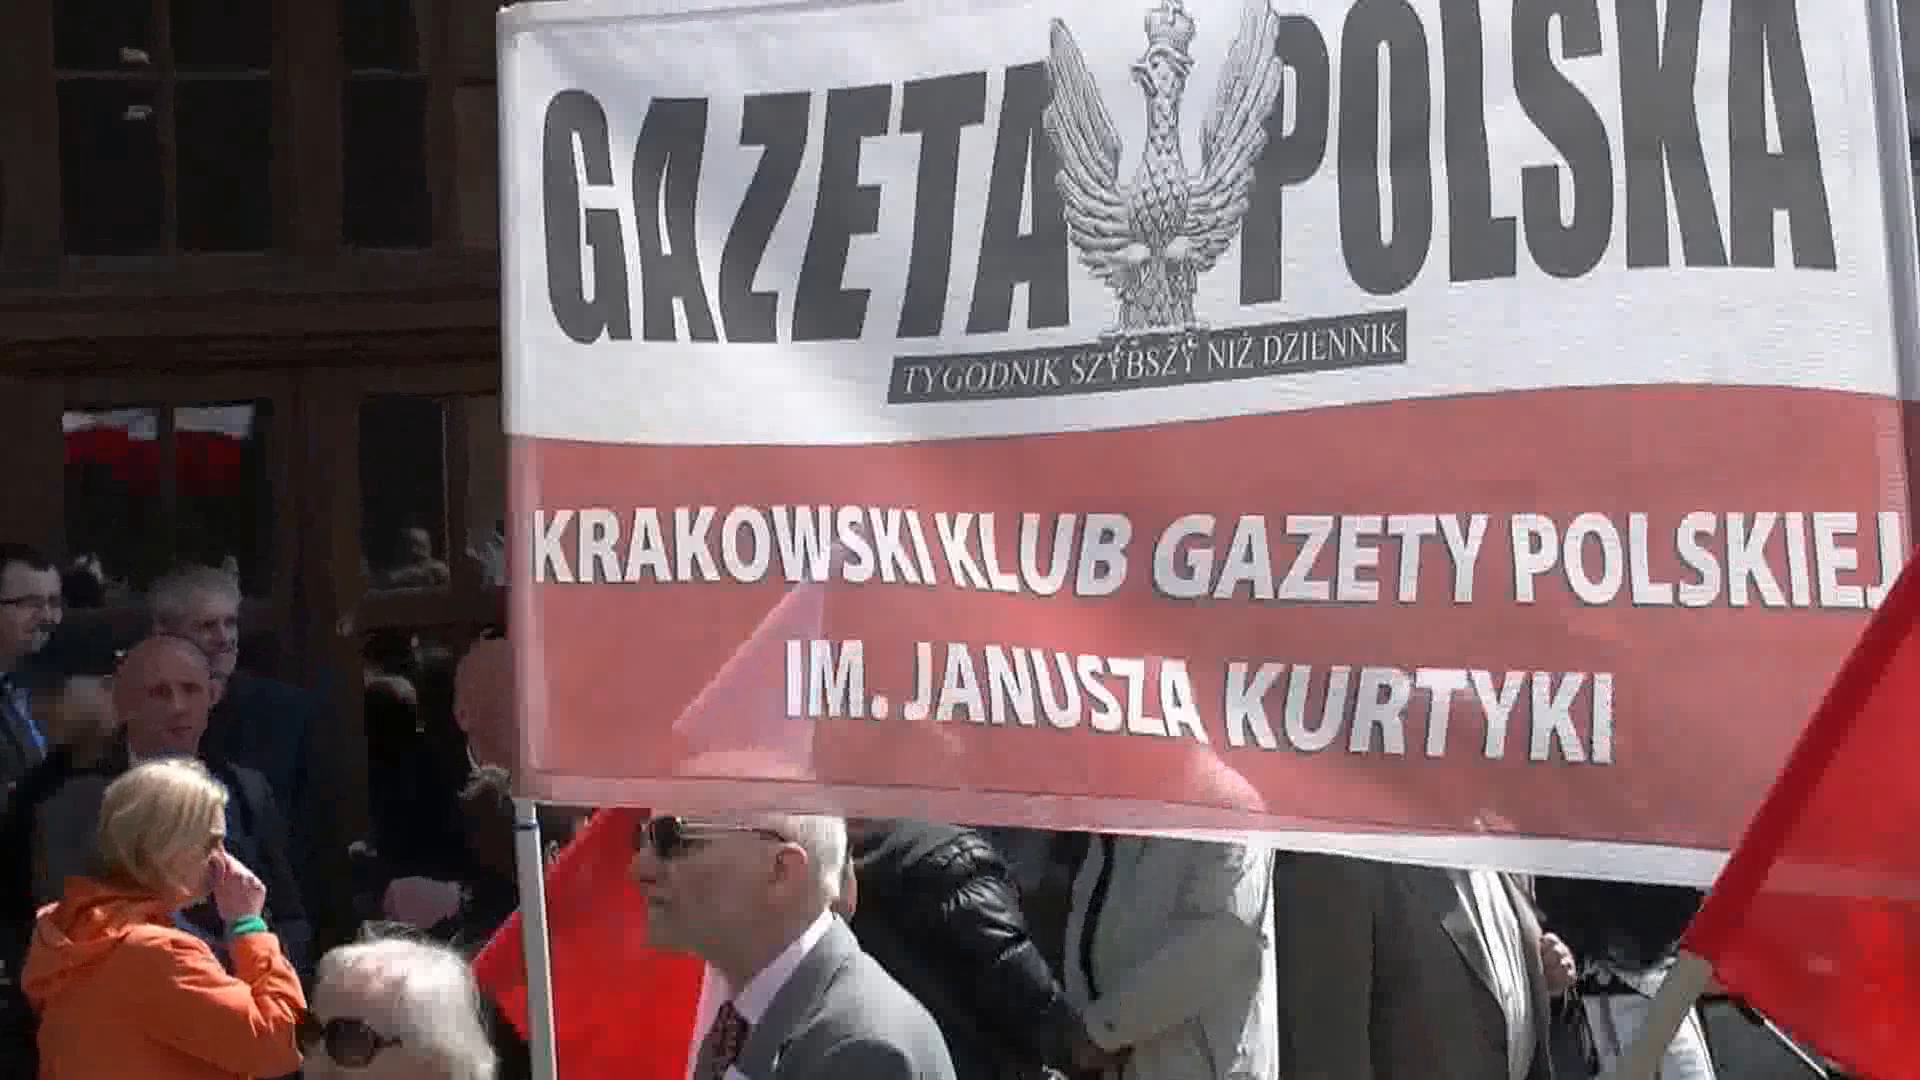 GAZETA POLSKA
TYGODNIK SZYBSZY NIŻ DZIENNIK
KRAKOWSKI KLUB GAZETY POLSKIEJ
IM. JANUSZA KURTYKI